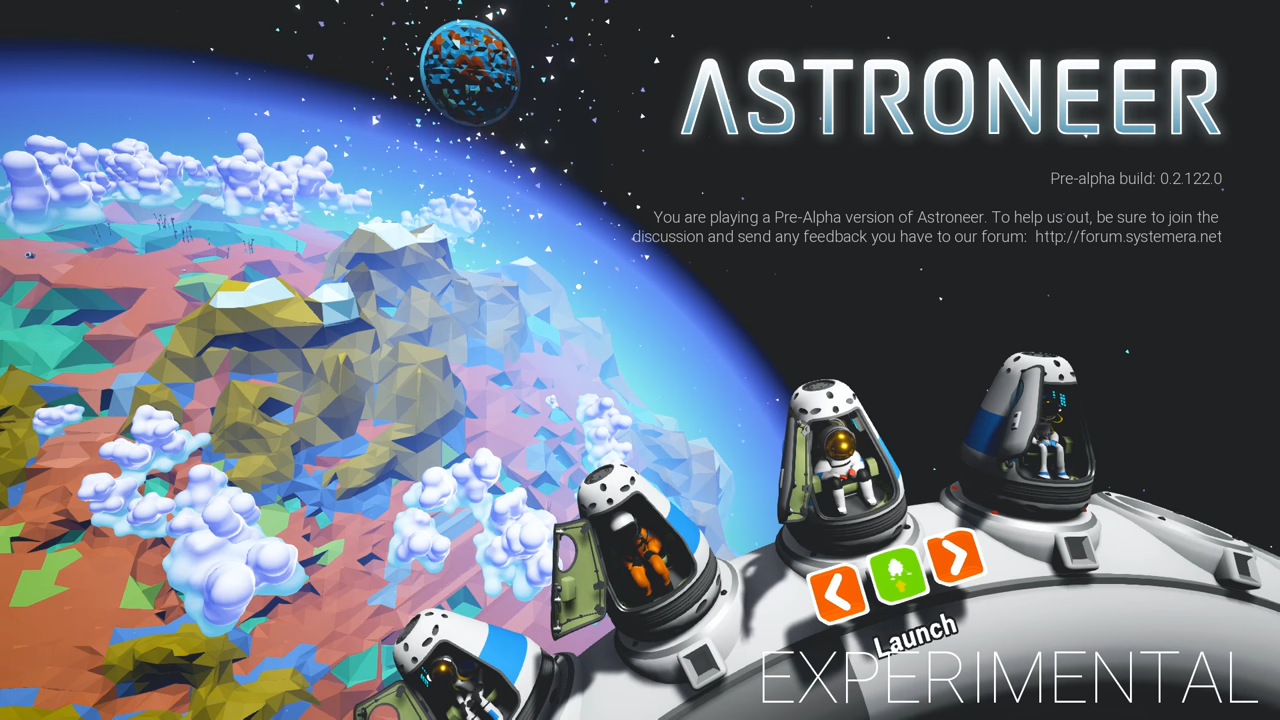 ASTRONEER
Pre-alpha build: 0.2.122.0
You are playing a Pre-Alpha version of Astroneer. To help us out, be sure to join the
discussion and send any feedback you have to our forum:  http://forum.systemera.net
Launch
EXPERIMENTAL